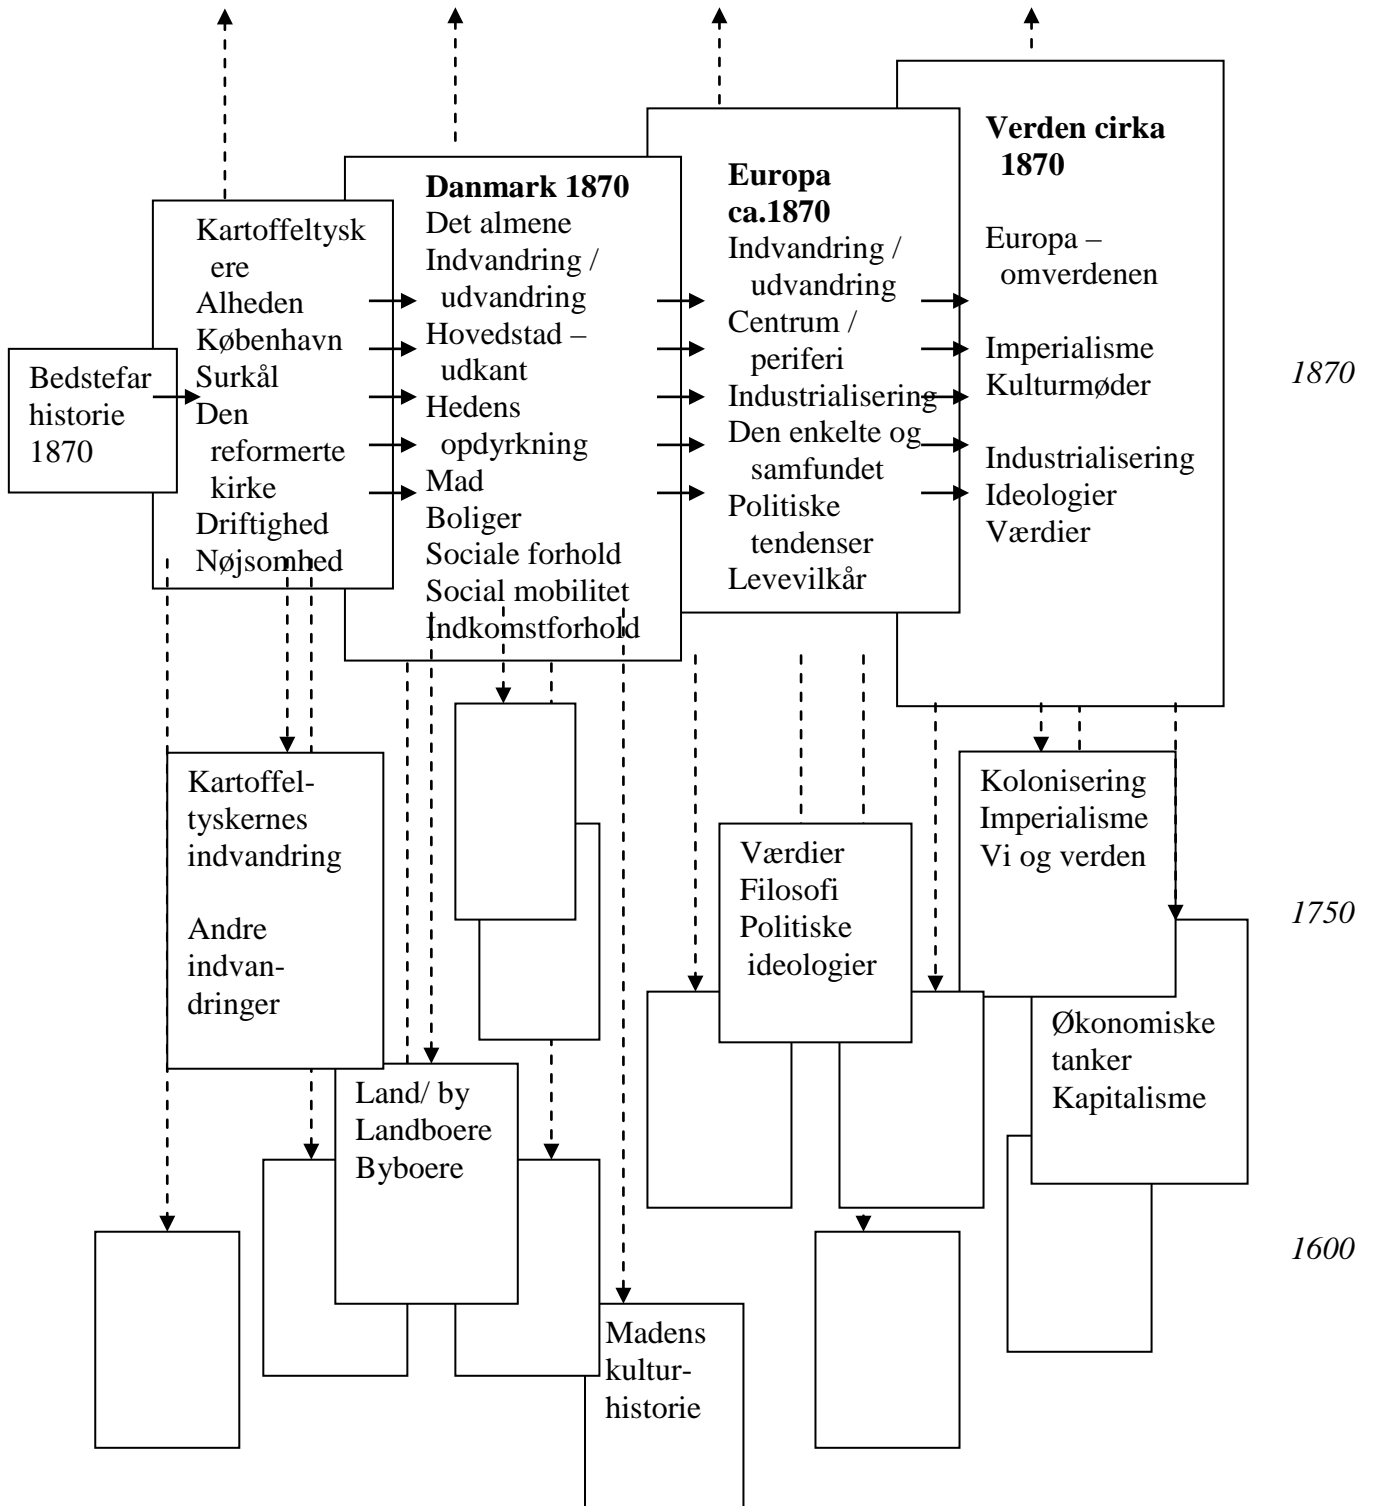 Bedstefar
historie
1870
Kartoffeltysk
ere
Alheden
København
Surkål
Den
reformerte
kirke
Driftighed
Nøjsomhed
Danmark 1870
Det almene
Indvandring /
udvandring
Hovedstad –
udkant
Hedens
opdyrkning
Mad
Boliger
Sociale forhold
Social mobilitet
Indkomstforhold
Europa
ca.1870
Indvandring /
udvandring
Centrum /
periferi
Industrialisering
Den enkelte og
samfundet
Politiske
tendenser
Levevilkår
Verden cirka
1870
Europa –
omverdenen
Imperialisme
Kulturmøder
Industrialisering
Ideologier
Værdier
1870
Kartoffel-
tyskernes
indvandring
Andre
indvan-
dringer
Land/ by
Landboere
Byboere
Madens
kultur-
historie
Værdier
Filosofi
Politiske
ideologier
Kolonisering
Imperialisme
Vi og verden
Økonomiske
tanker
Kapitalisme
1750
1600